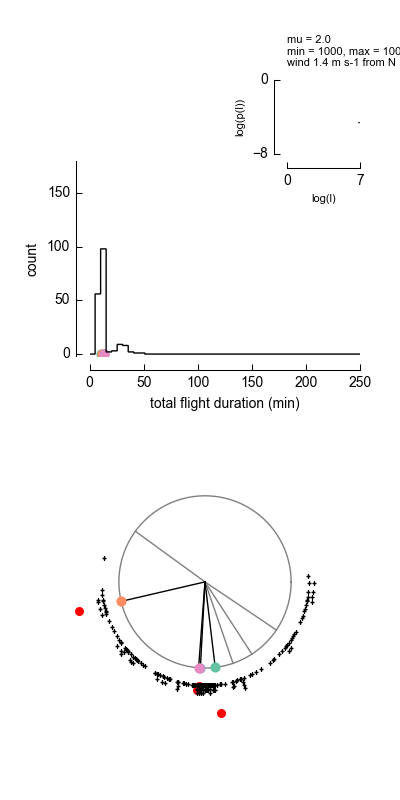 mu = 2.0
min = 1000, max = 100
wind 1.4 m s-1 from N
0
log(p(l))
−8
0
7
log(l)
150
100
count
50
0
0
50
100
150
200
250
total flight duration (min)